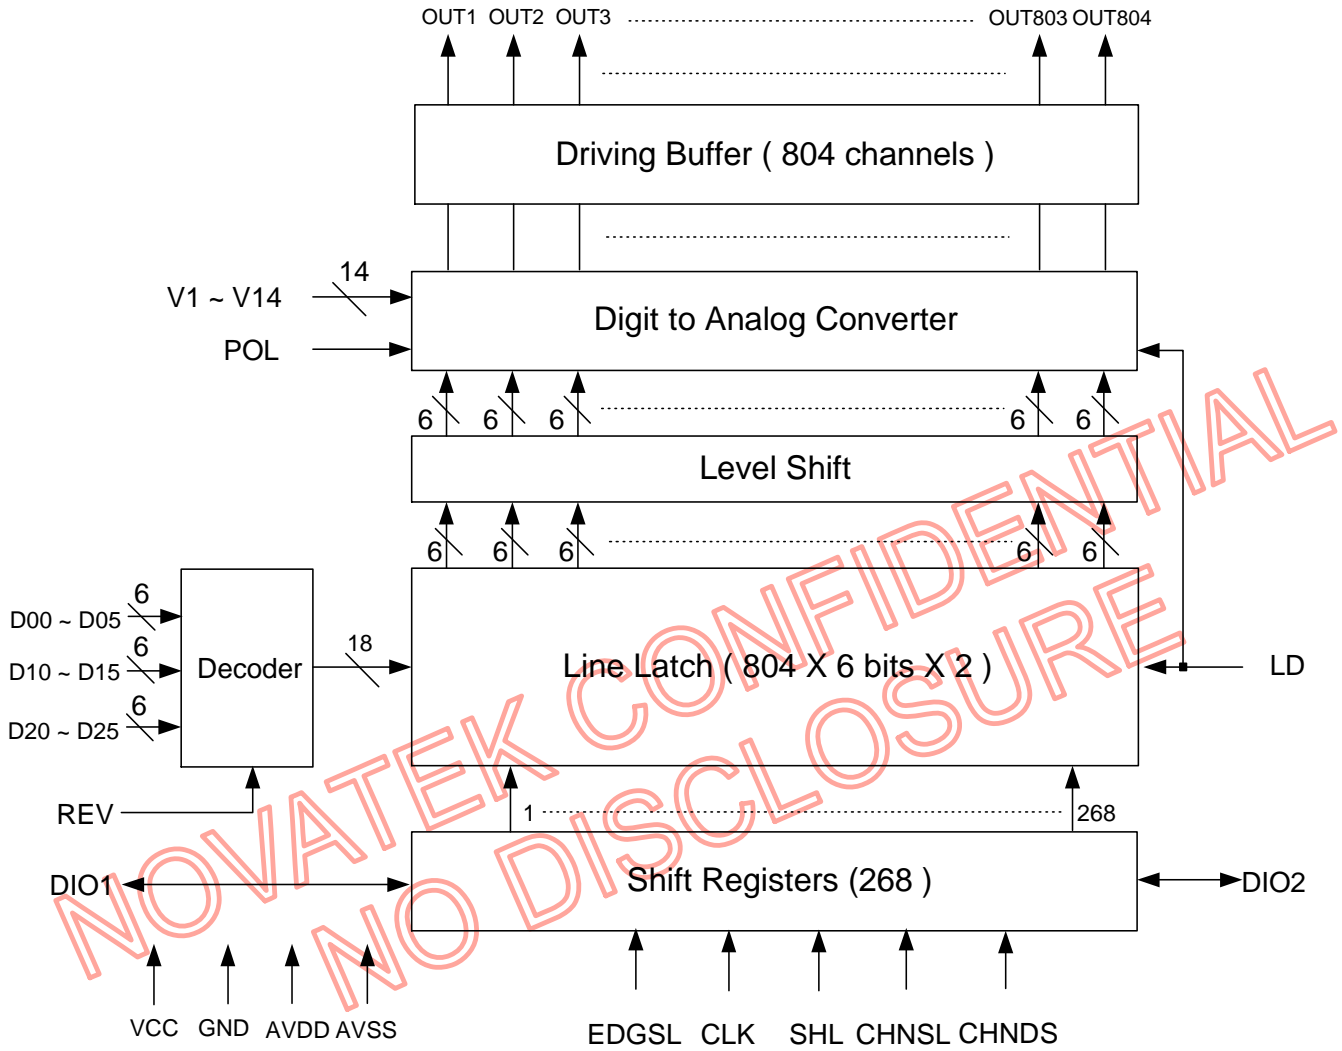 OUT1 OUT2 OUT3 OUT803 OUT804
Driving Buffer ( 804 channels )
14
V1 ~ V14
POL
Digit to Analog Converter
6 6 6 6 6
Level Shift
6 6 6 6 6
D00 ~ D05 6
D10 ~ D15 6
D20 ~ D25 6
Decoder
18
Line Latch ( 804 X 6 bits X 2 )
LD
REV
1 268
DIO1
Shift Registers (268 )
DIO2
VCC GND AVDD AVSS
EDGSL CLK SHL CHNSL CHNDS
NOVATEK CONFIDENTIAL
NO DISCLOSURE